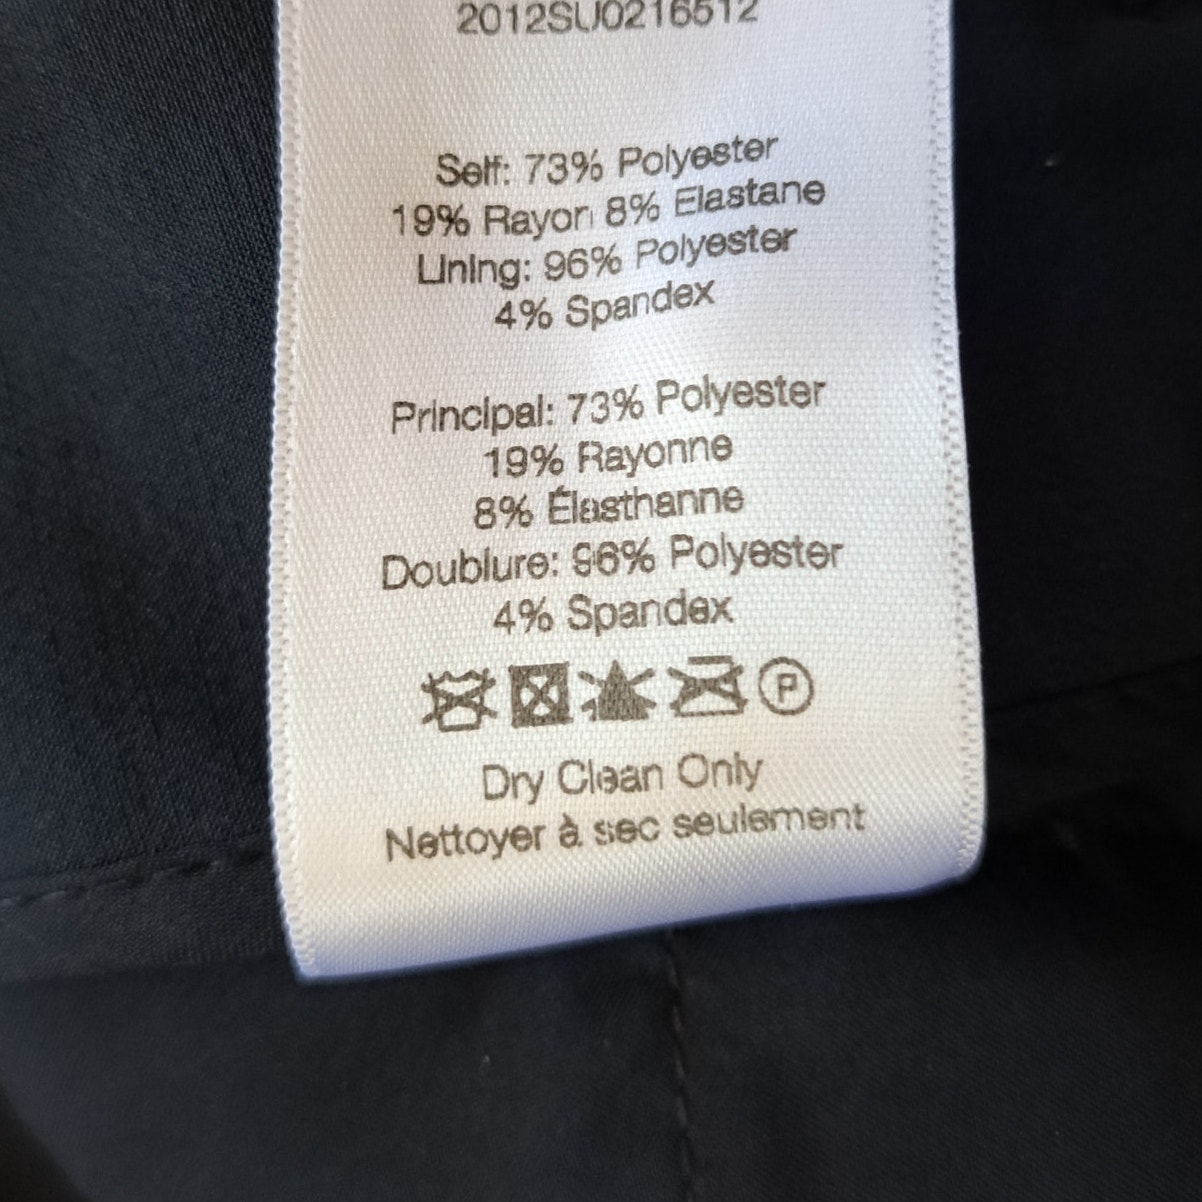 2012SU0216512
Self: 73% Polyester
19% Rayon 8% Elastane
Lining: 96% Polyester
4% Spandex
Principal: 73% Polyester
19% Rayonne
8% Élasthanne
Doublure: 96% Polyester
4% Spandex
P
Dry Clean Only
Nettoyer à sec seulement